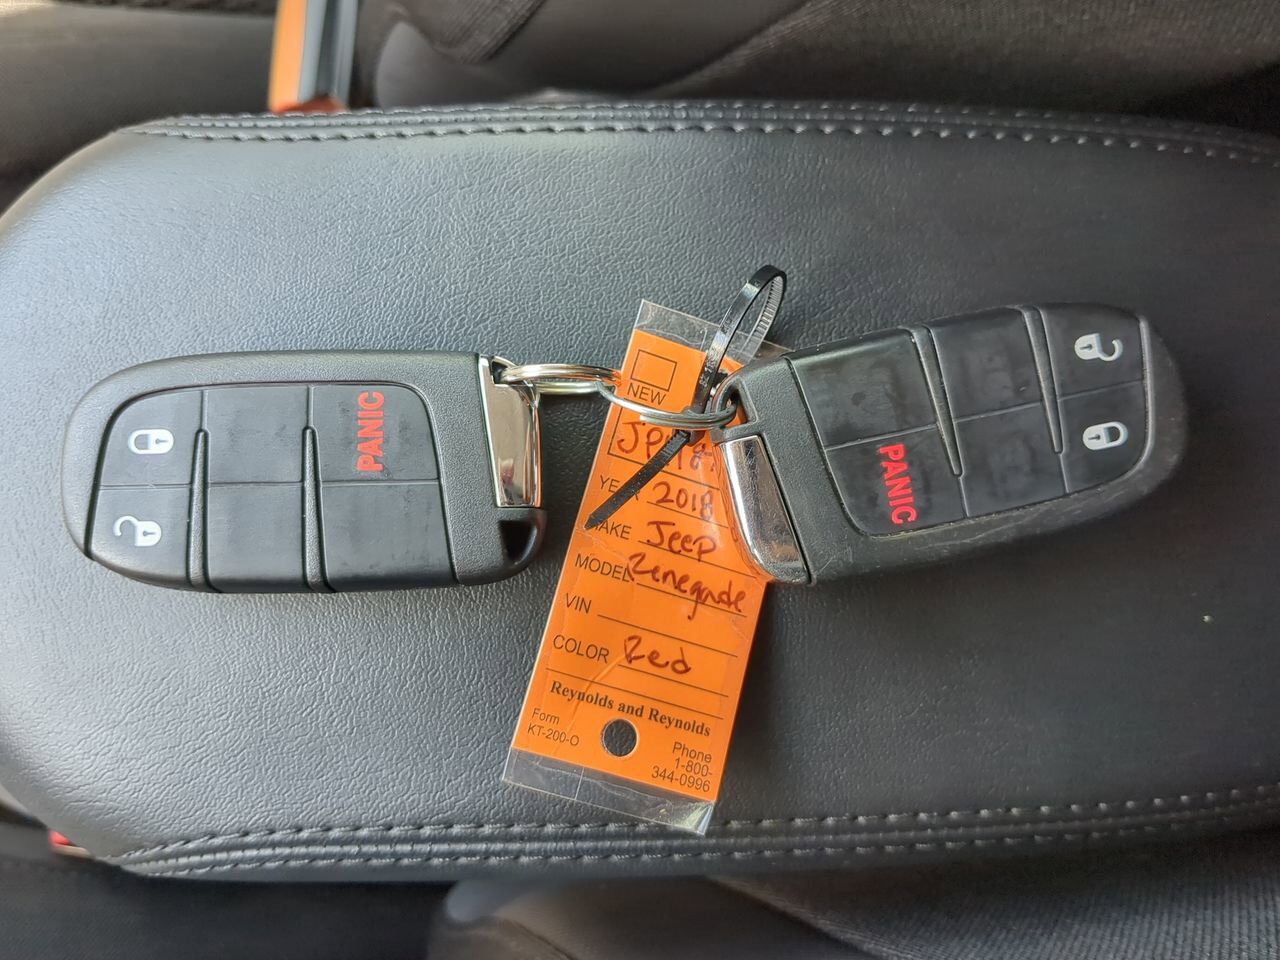 PANIC
NEW
YEAR 2018
MAKE Jeep
MODEL Renegade
VIN
COLOR Red
Reynolds and Reynolds
Form
KT-200-O
Phone
1-800-
344-0996
PANIC